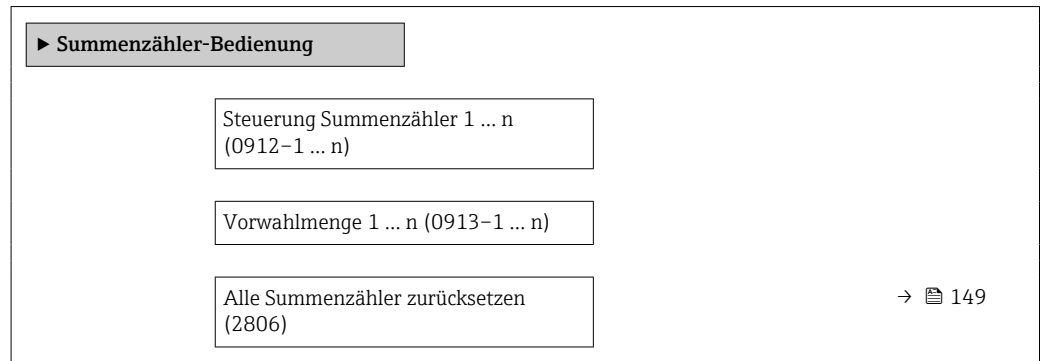 ▶ Summenzähler-Bedienung
Steuerung Summenzähler 1 … n
(0912–1 … n)
Vorwahlmenge 1 … n (0913–1 … n)
Alle Summenzähler zurücksetzen
(2806)
→ 149